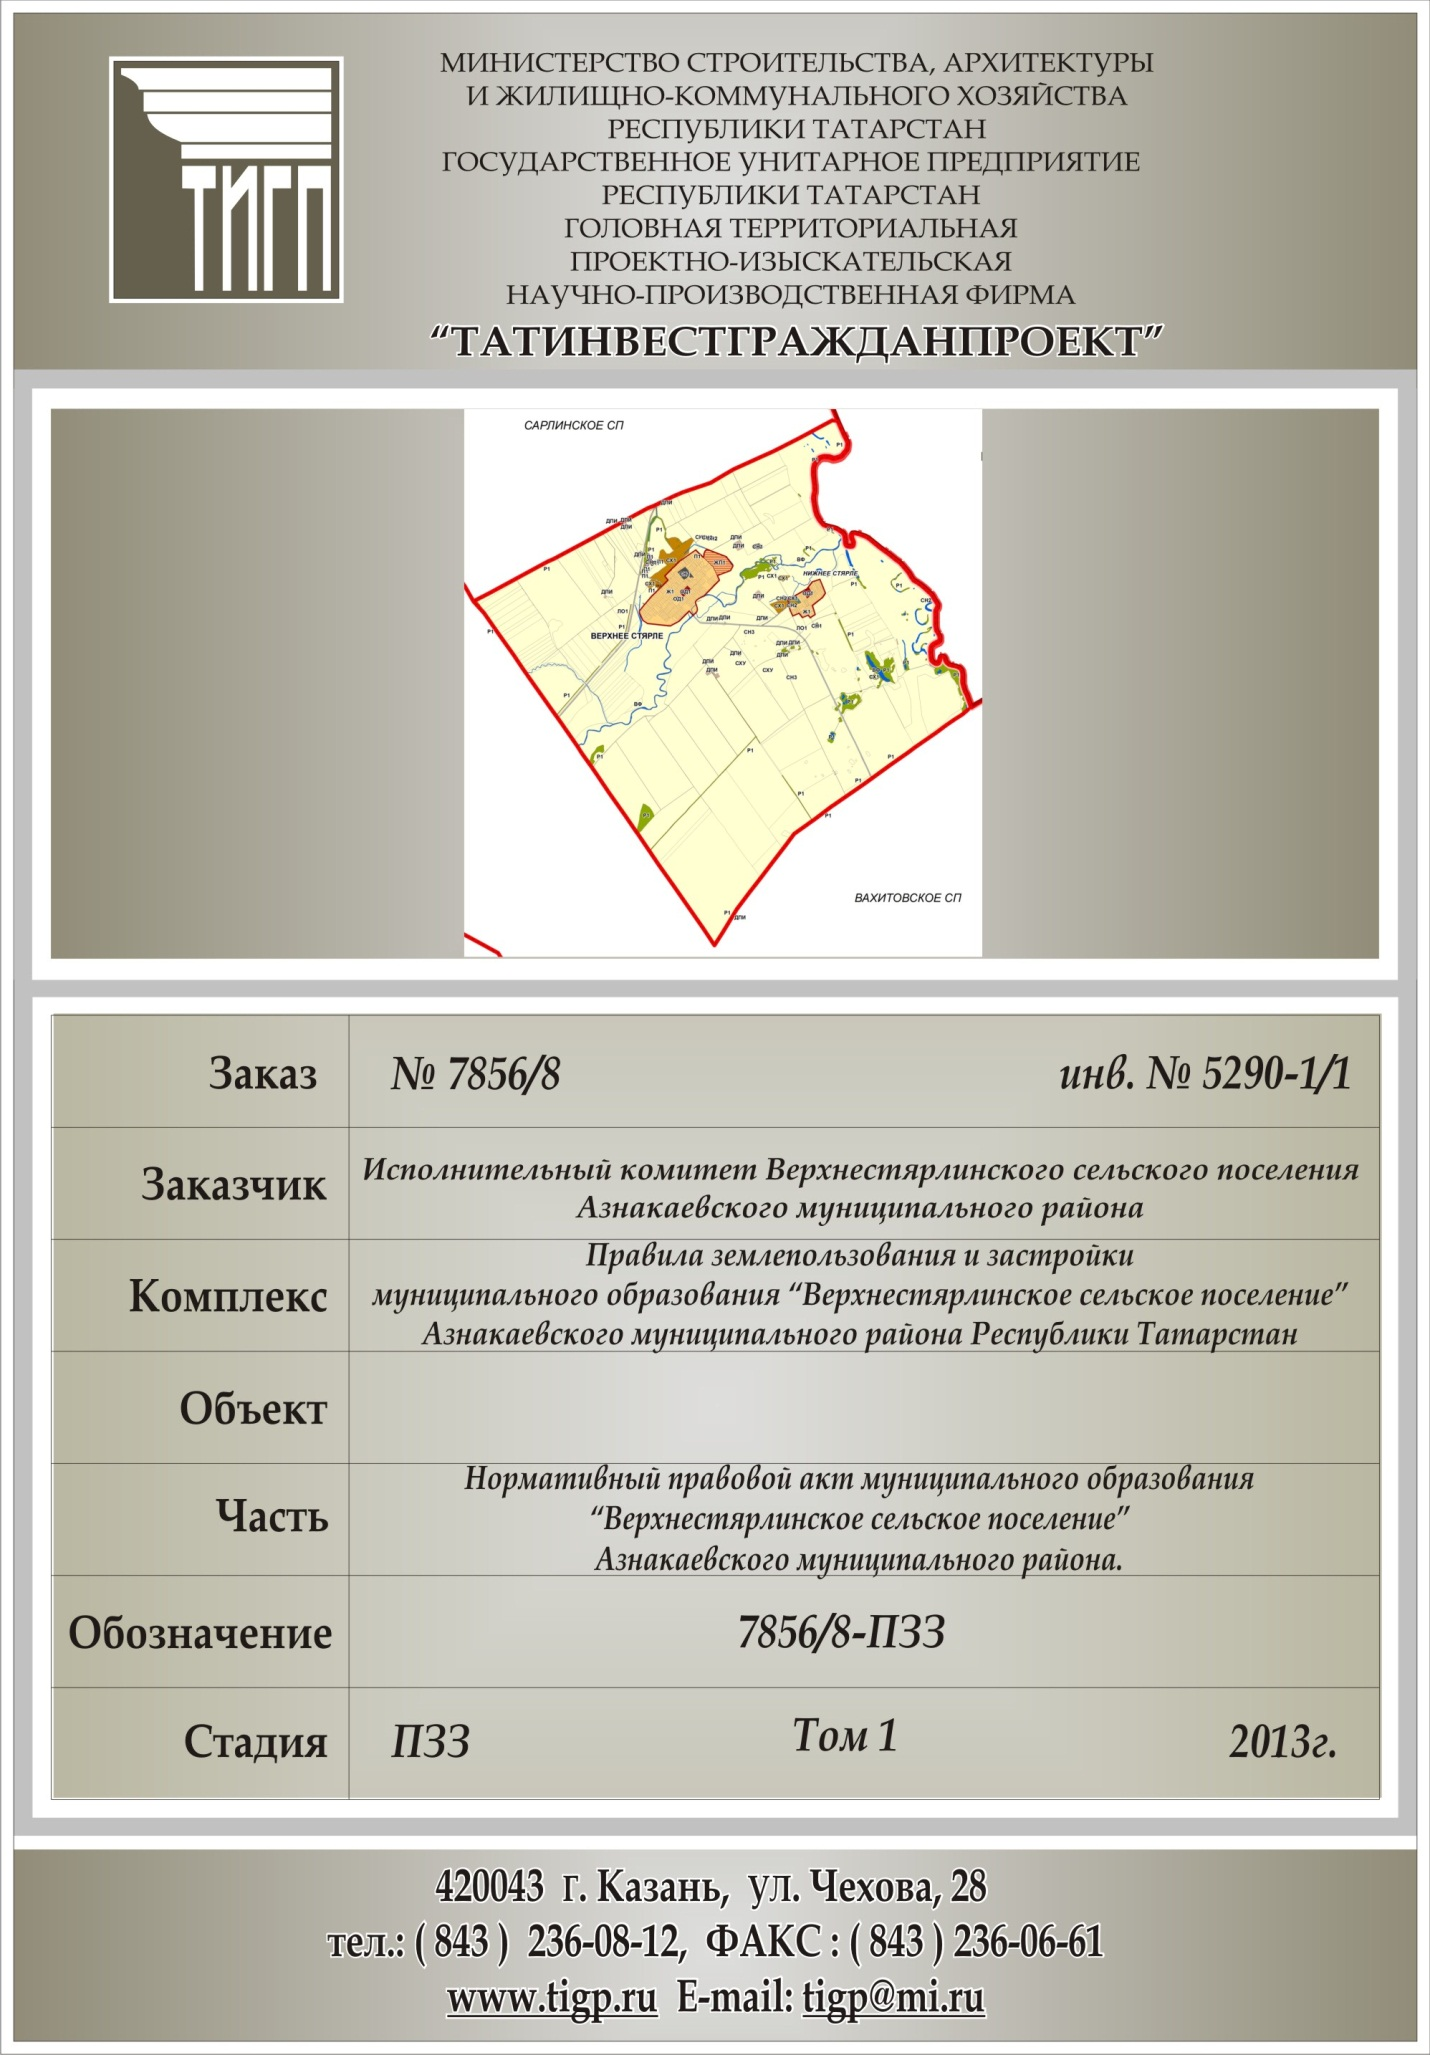 МИНИСТЕРСТВО СТРОИТЕЛЬСТВА, АРХИТЕКТУРЫ
И ЖИЛИЩНО-КОММУНАЛЬНОГО ХОЗЯЙСТВА
РЕСПУБЛИКИ ТАТАРСТАН
ГОСУДАРСТВЕННОЕ УНИТАРНОЕ ПРЕДПРИЯТИЕ
РЕСПУБЛИКИ ТАТАРСТАН
ГОЛОВНАЯ ТЕРРИТОРИАЛЬНАЯ
ПРОЕКТНО-ИЗЫСКАТЕЛЬСКАЯ
НАУЧНО-ПРОИЗВОДСТВЕННАЯ ФИРМА
“ТАТИНВЕСТГРАЖДАНПРОЕКТ”
ТИГП
САРЛИНСКОЕ СП
НИЖНЕЕ СТЯРЛЕ
ВЕРХНЕЕ СТЯРЛЕ
ВАХИТОВСКОЕ СП
Заказ № 7856/8 инв. № 5290-1/1
Заказчик Исполнительный комитет Верхнестярлинского сельского поселения
Азнакаевского муниципального района
Комплекс Правила землепользования и застройки
муниципального образования “Верхнестярлинское сельское поселение”
Азнакаевского муниципального района Республики Татарстан
Объект
Часть Нормативный правовой акт муниципального образования
“Верхнестярлинское сельское поселение”
Азнакаевского муниципального района.
Обозначение 7856/8-ПЗЗ
Стадия ПЗЗ Том 1 2013г.
420043 г. Казань, ул. Чехова, 28
тел.: ( 843 ) 236-08-12, ФАКС : ( 843 ) 236-06-61
www.tigp.ru E-mail: tigp@mi.ru